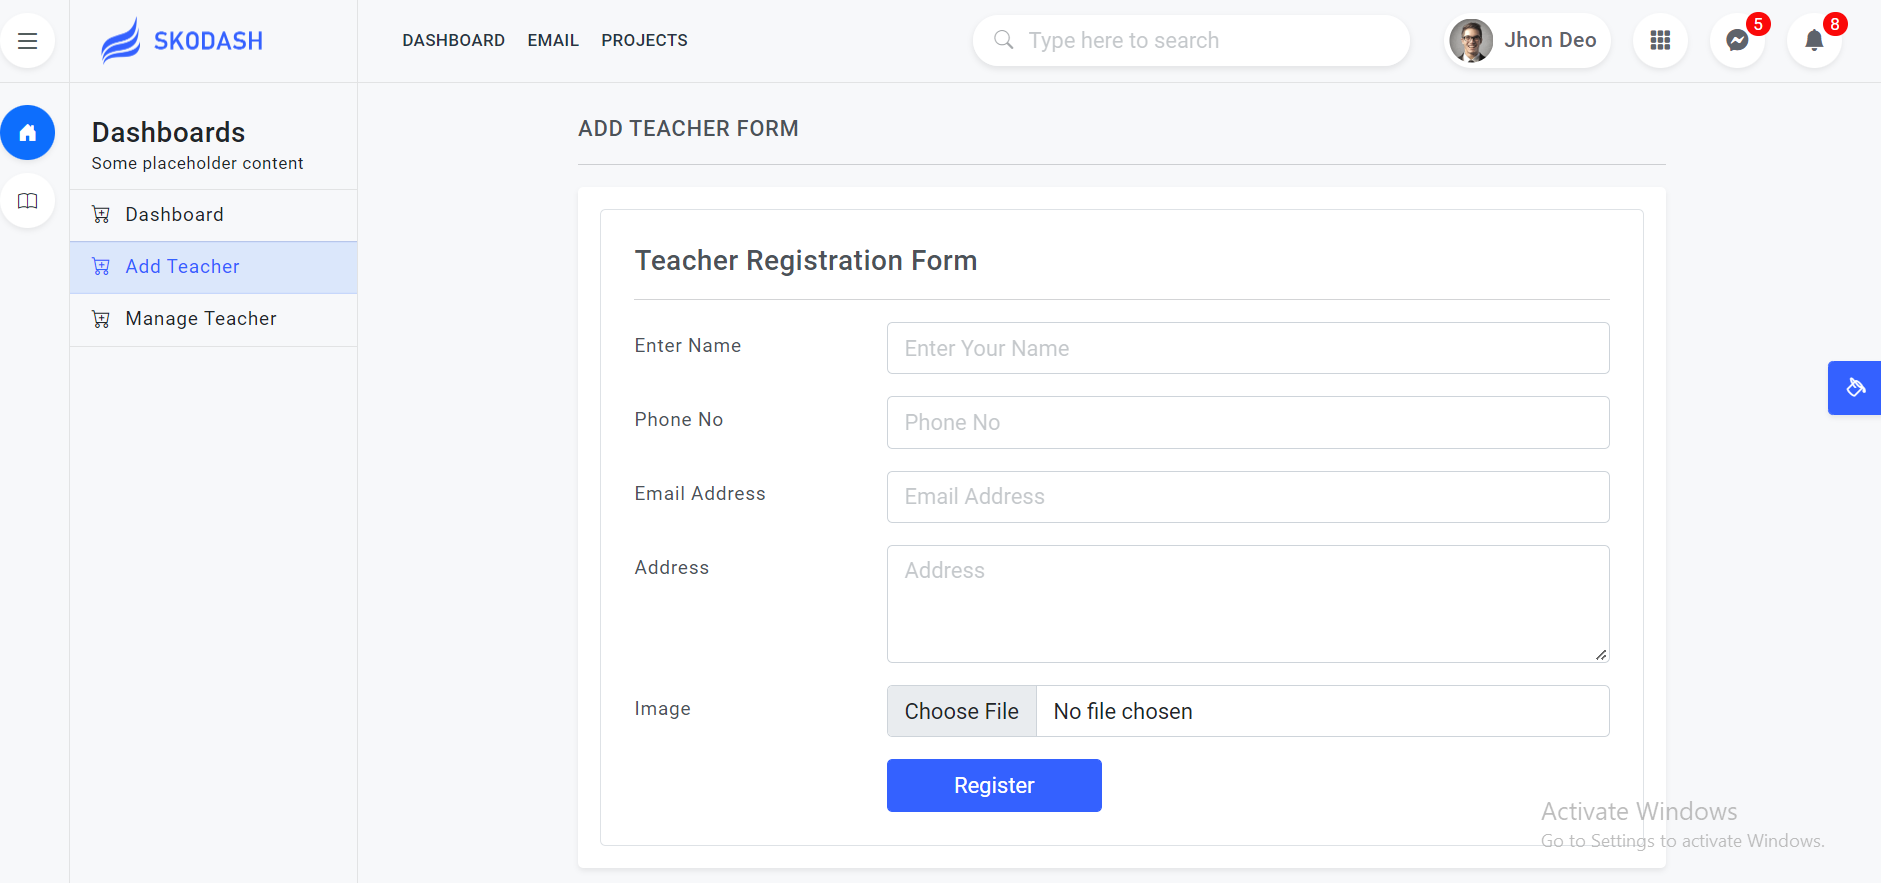 SKODASH
DASHBOARD EMAIL PROJECTS
Type here to search
Jhon Deo
5
8
Dashboards
Some placeholder content
Dashboard
Add Teacher
Manage Teacher
ADD TEACHER FORM
Teacher Registration Form
Enter Name
Enter Your Name
Phone No
Phone No
Email Address
Email Address
Address
Address
Image
Choose File No file chosen
Register
Activate Windows
Go to Settings to activate Windows.